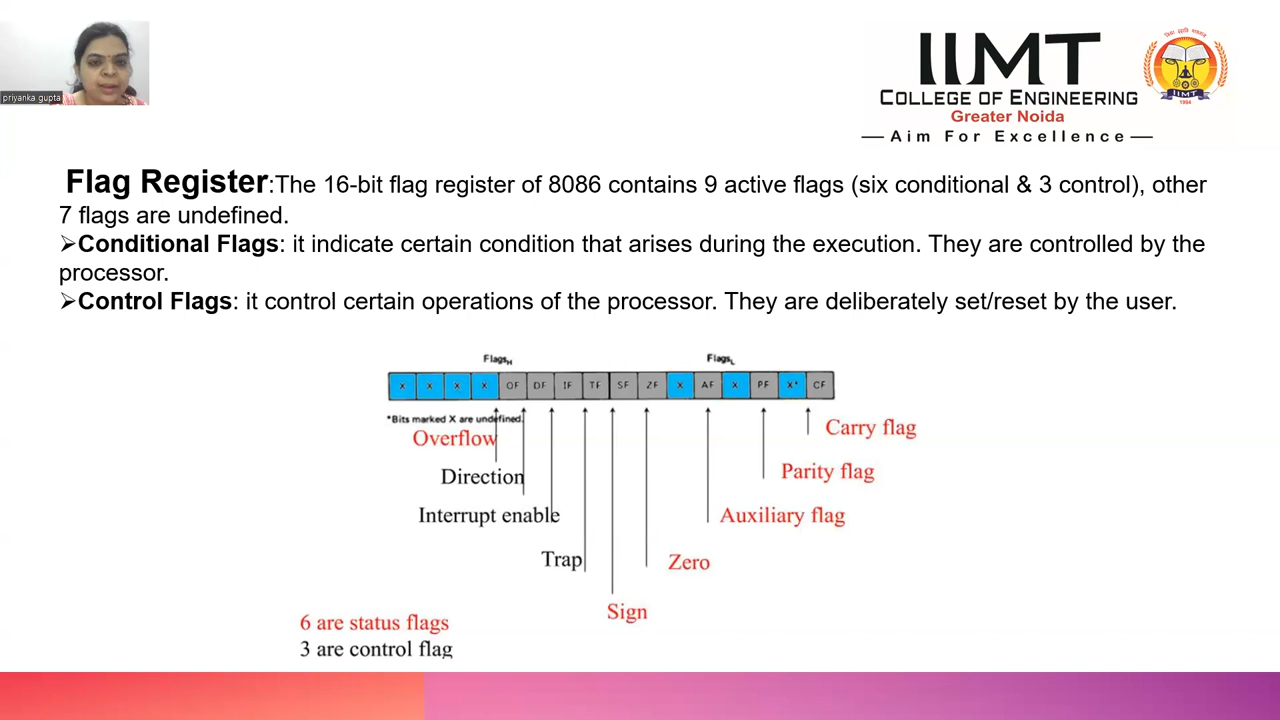 priyanka gupta
IIMT
COLLEGE OF ENGINEERING
Greater Noida
— Aim For Excellence —
IIMT
1994
Flag Register:The 16-bit flag register of 8086 contains 9 active flags (six conditional & 3 control), other
7 flags are undefined.
➢Conditional Flags: it indicate certain condition that arises during the execution. They are controlled by the
processor.
➢Control Flags: it control certain operations of the processor. They are deliberately set/reset by the user.
FlagsH FlagsL
X X X X OF DF IF TF SF ZF X AF X PF X* CF
*Bits marked X are undefined.
Overflow
Carry flag
Direction
Parity flag
Interrupt enable
Auxiliary flag
Trap
Zero
Sign
6 are status flags
3 are control flag